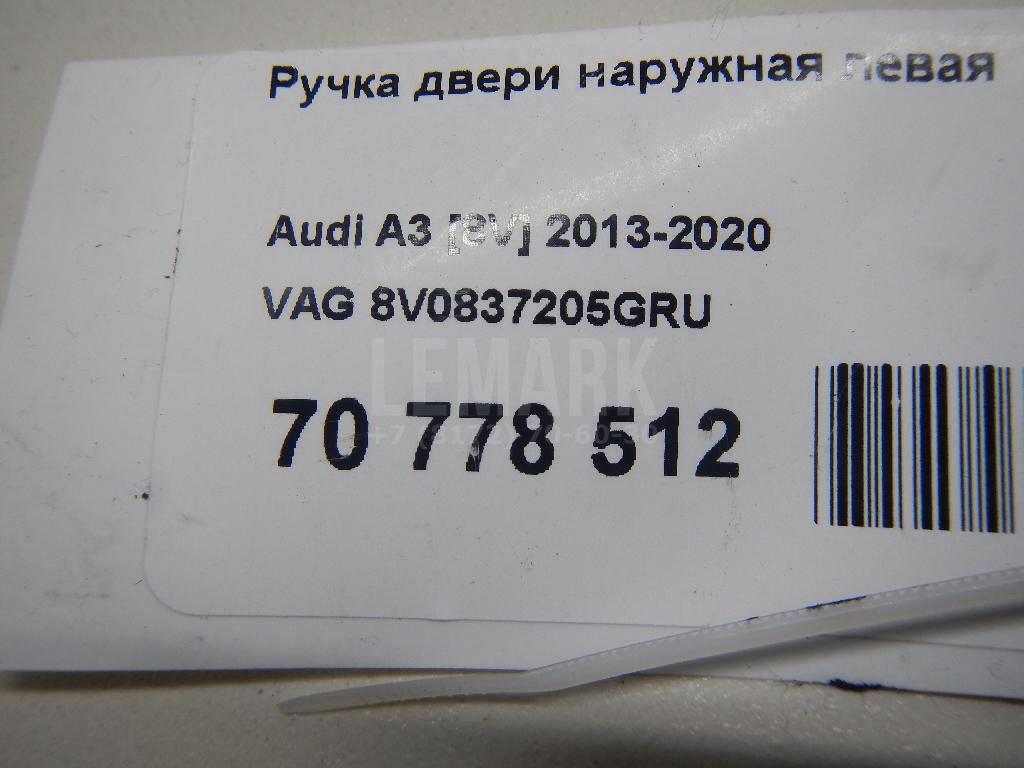 Ручка двери наружная левая
Audi A3 [8V] 2013-2020
VAG 8V0837205GRU
LEMARK
70 778 512